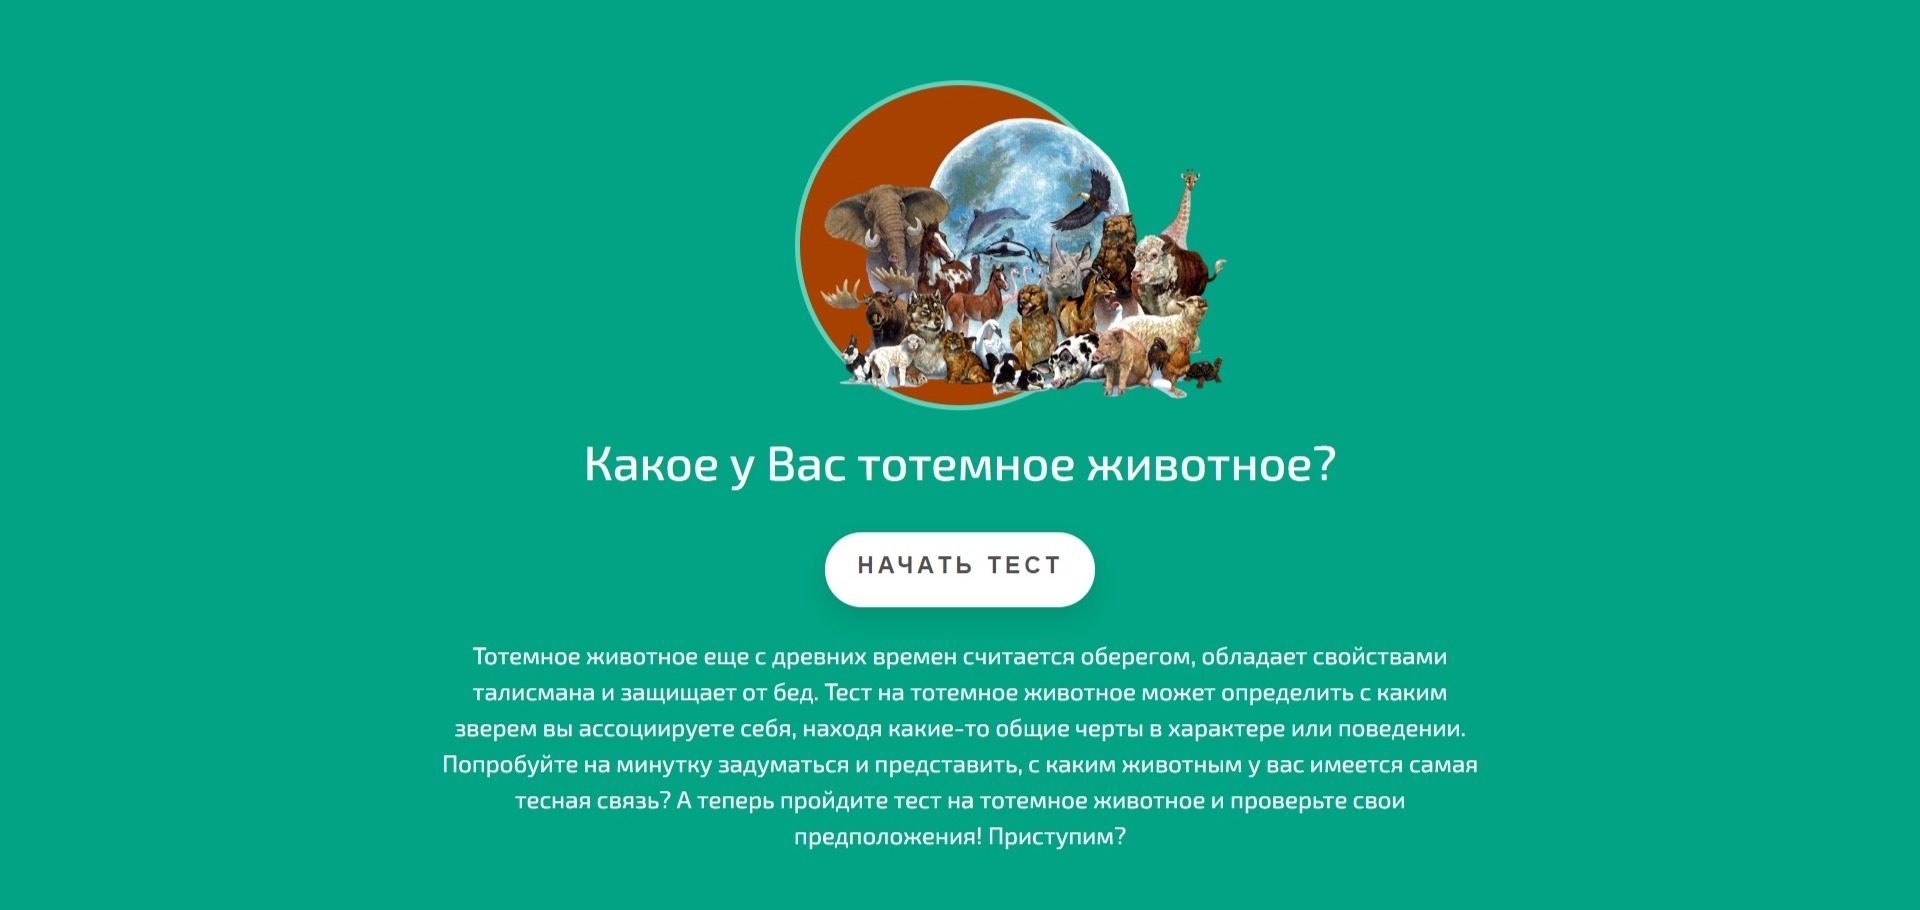 Какое у Вас тотемное животное?
НАЧАТЬ ТЕСТ
Тотемное животное еще с древних времен считается оберегом, обладает свойствами
талисмана и защищает от бед. Тест на тотемное животное может определить с каким
зверем вы ассоциируете себя, находя какие-то общие черты в характере или поведении.
Попробуйте на минутку задуматься и представить, с каким животным у вас имеется самая
тесная связь? А теперь пройдите тест на тотемное животное и проверьте свои
предположения! Приступим?